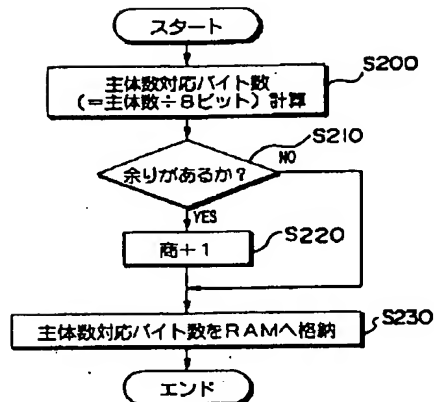 スタート
主体数対応バイト数
(=主体数÷8ビット)計算
S200
余りがあるか?
S210
NO
YES
商+1
S220
主体数対応バイト数をRAMへ格納
S230
エンド